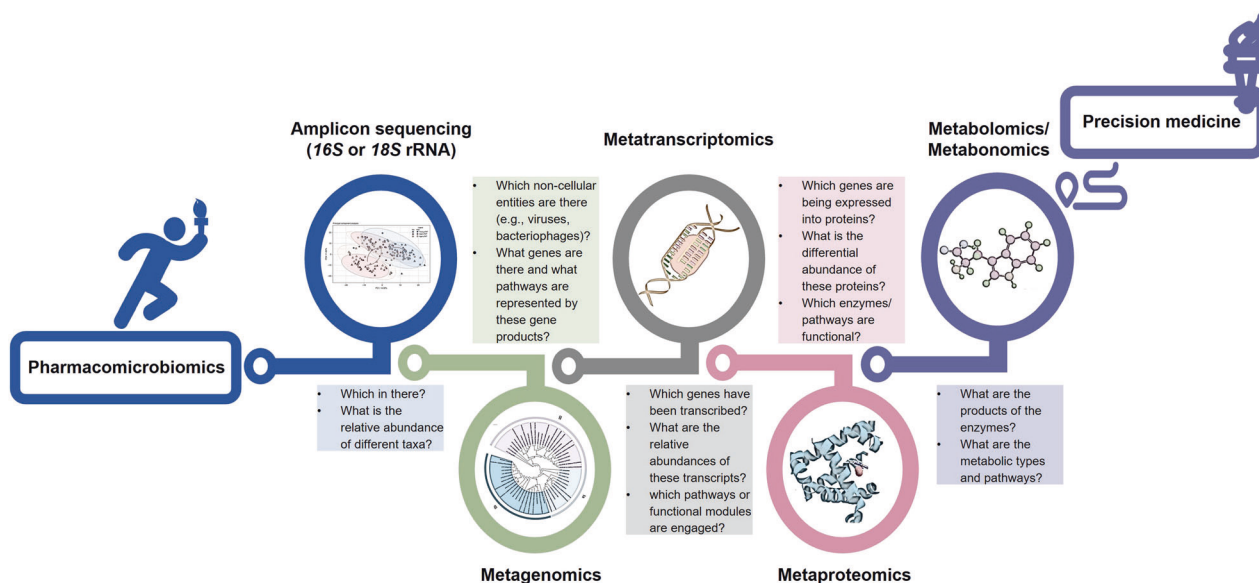 Pharmacomicrobiomics
Amplicon sequencing
(16S or 18S rRNA)
• Which in there?
• What is the
relative abundance
of different taxa?
• Which non-cellular
entities are there
(e.g., viruses,
bacteriophages)?
• What genes are
there and what
pathways are
represented by
these gene
products?
Metagenomics
Metatranscriptomics
• Which genes have
been transcribed?
• What are the
relative
abundances of
these transcripts?
• which pathways or
functional modules
are engaged?
• Which genes are
being expressed
into proteins?
• What is the
differential
abundance of
these proteins?
• Which enzymes/
pathways are
functional?
Metaproteomics
Metabolomics/
Metabonomics
• What are the
products of the
enzymes?
• What are the
metabolic types
and pathways?
Precision medicine